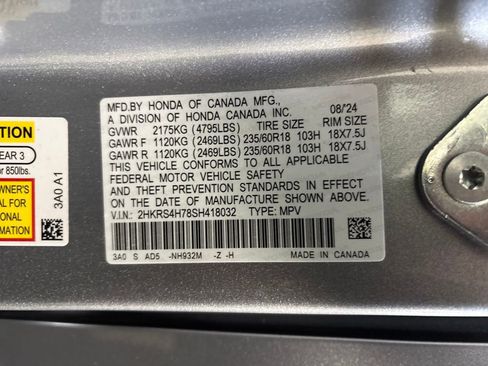 MFD.BY HONDA OF CANADA MFG.,
A DIVISION OF HONDA CANADA INC. 08/'24
GVWR 2175KG (4795LBS) TIRE SIZE RIM SIZE
GAWR F 1120KG (2469LBS) 235/60R18 103H 18X7.5J
GAWR R 1120KG (2469LBS) 235/60R18 103H 18X7.5J
THIS VEHICLE CONFORMS TO ALL APPLICABLE
FEDERAL MOTOR VEHICLE SAFETY
AND THEFT PREVENTION STANDARDS IN EFFECT
ON THE DATE OF MANUFACTURE SHOWN ABOVE.
V.I.N.: 2HKRS4H78SH418032 TYPE: MPV
3A0 S AD5 -NH932M -Z -H MADE IN CANADA
TION
EAR 3
r 850lbs.
WNER'S
AL FOR
ONAL
RMATION
3A0 A1